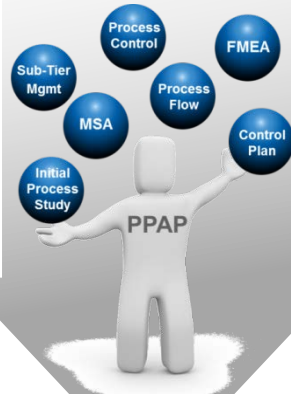 Process
Control
FMEA
Sub-Tier
Mgmt
Process
Flow
MSA
Control
Plan
Initial
Process
Study
PPAP